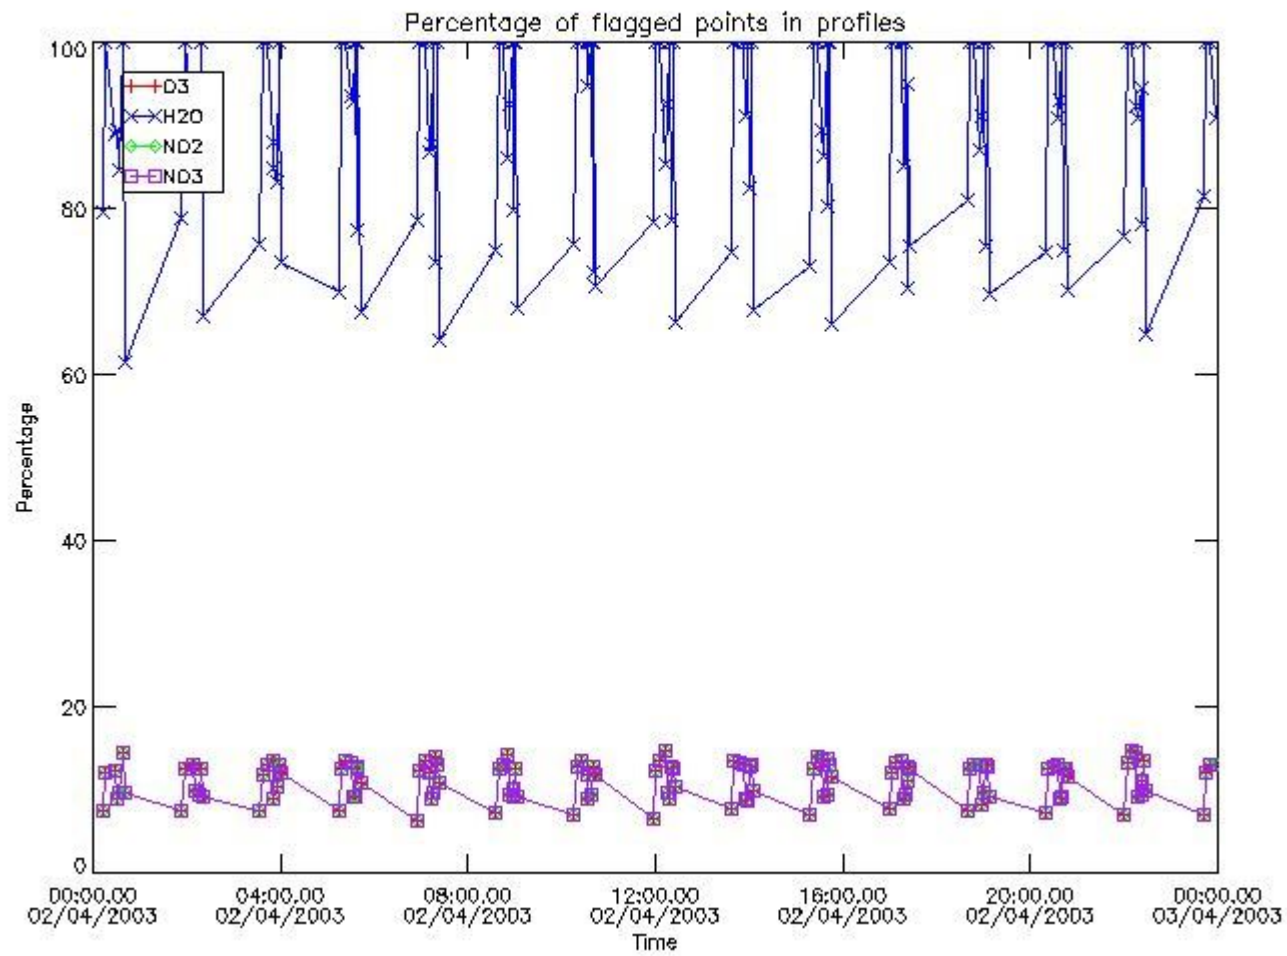 Percentage of flagged points in profiles
100
80
60
40
20
0
Percentage
O3
H2O
NO2
NO3
00:00.00 04:00.00 08:00.00 12:00.00 16:00.00 20:00.00 00:00.00
02/04/2003 02/04/2003 02/04/2003 02/04/2003 02/04/2003 02/04/2003 03/04/2003
Time